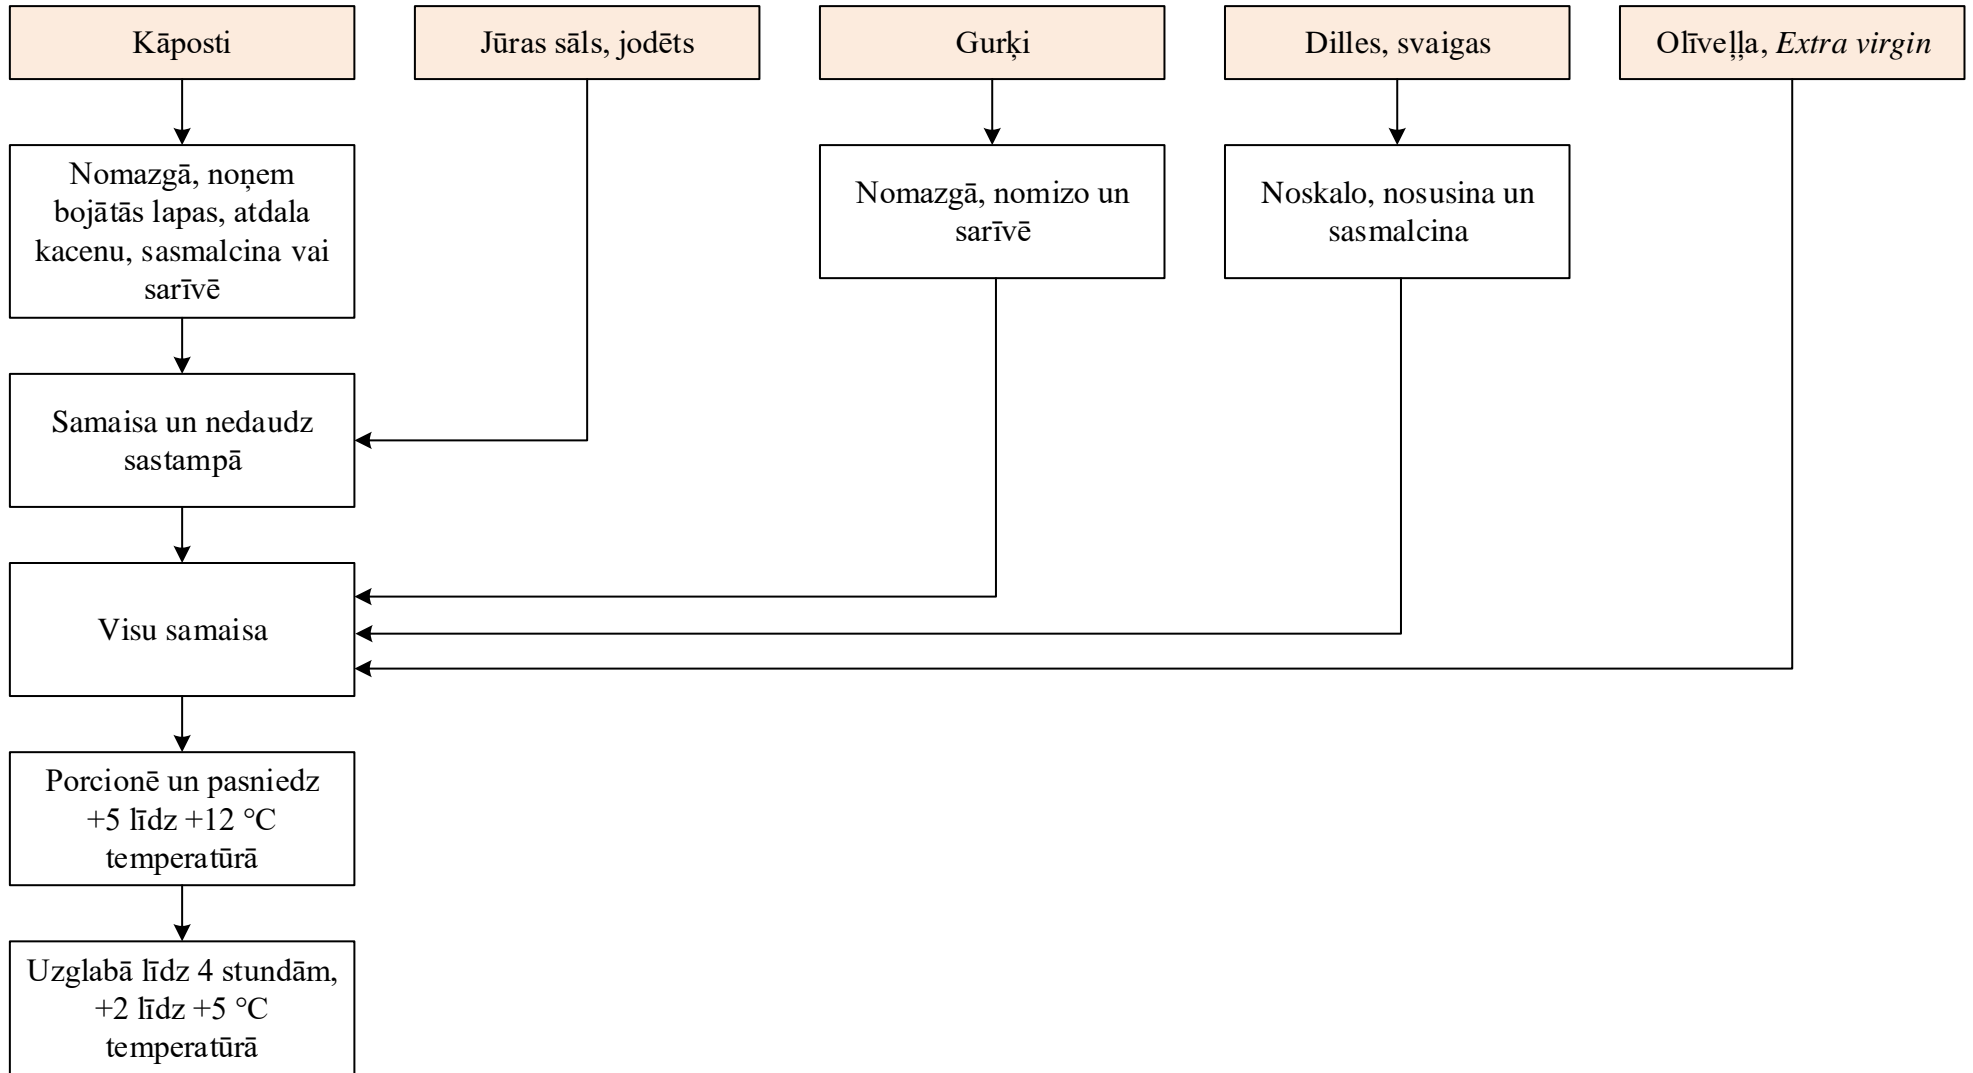 Kāposti
Jūras sāls, jodēts
Gurķi
Dilles, svaigas
Olīveļļa, Extra virgin
Nomazgā, noņem
bojātās lapas, atdala
kacenu, sasmalcina vai
sarīvē
Nomazgā, nomizo un
sarīvē
Noskalo, nosusina un
sasmalcina
Samaisa un nedaudz
sastampā
Visu samaisa
Porcionē un pasniedz
+5 līdz +12 °C
temperatūrā
Uzglabā līdz 4 stundām,
+2 līdz +5 °C
temperatūrā